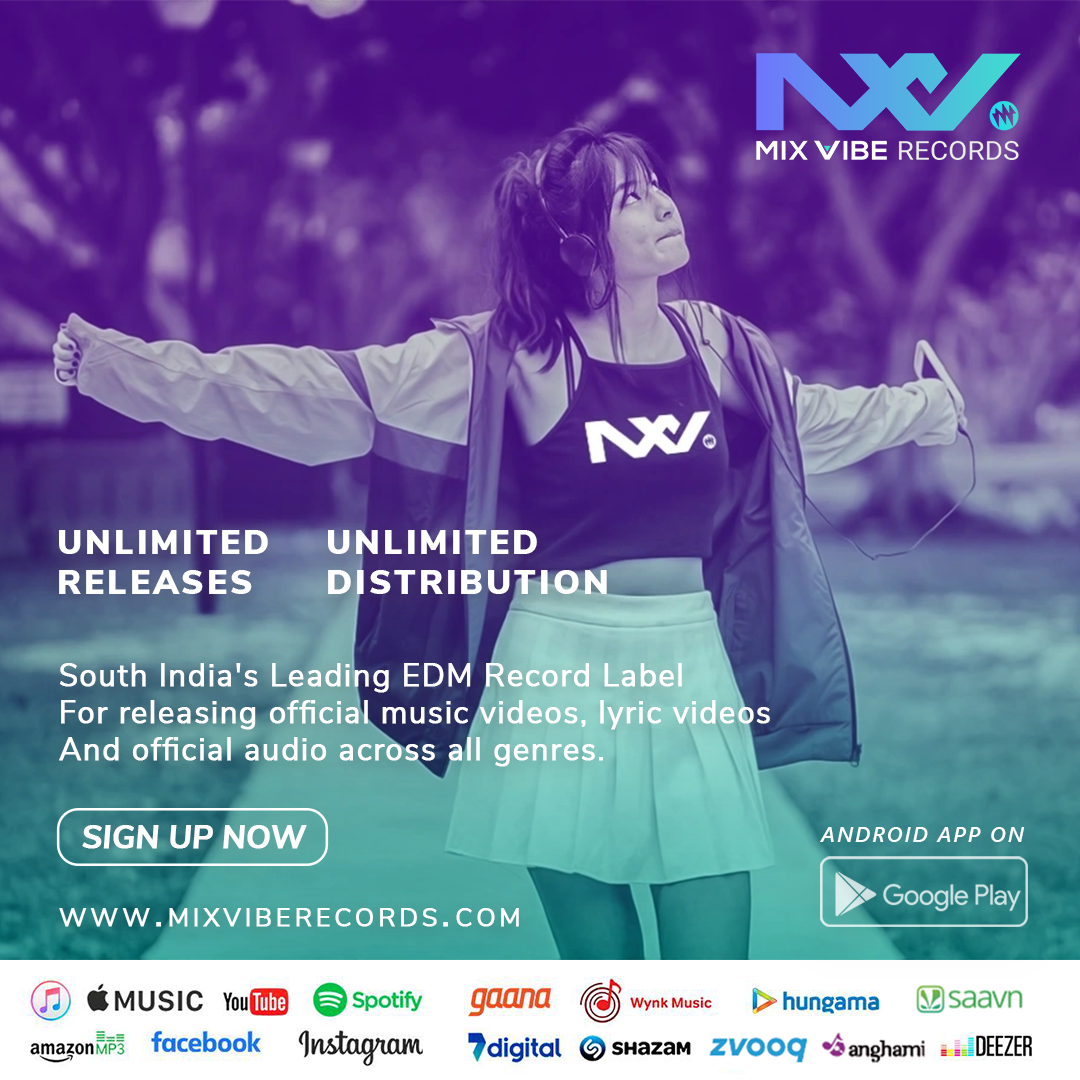 NXV.
MIX VIBE RECORDS
NXV.
UNLIMITED RELEASES
UNLIMITED DISTRIBUTION
South India's Leading EDM Record Label
For releasing official music videos, lyric videos
And official audio across all genres.
SIGN UP NOW
ANDROID APP ON
Google Play
WWW.MIXVIBERECORDS.COM
MUSIC YouTube Spotify gaana Wynk Music hungama saavn
amazonMP3 facebook Instagram 7digital SHAZAM ZVOOQ anghami DEEZER